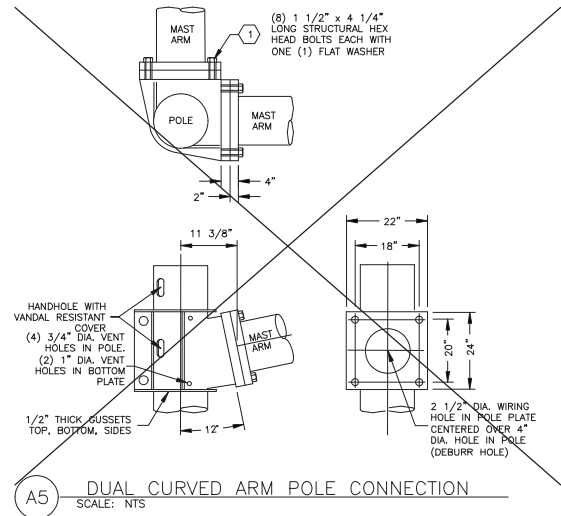 MAST
ARM
1
(8) 1 1/2" x 4 1/4"
LONG STRUCTURAL HEX
HEAD BOLTS EACH WITH
ONE (1) FLAT WASHER
POLE
MAST
ARM
4"
2"
11 3/8"
HANDHOLE WITH
VANDAL RESISTANT
COVER
(4) 3/4" DIA. VENT
HOLES IN POLE.
(2) 1" DIA. VENT
HOLES IN BOTTOM
PLATE
MAST
ARM
1/2" THICK GUSSETS
TOP, BOTTOM, SIDES
12"
22"
18"
20"
24"
2 1/2" DIA. WIRING
HOLE IN POLE PLATE
CENTERED OVER 4"
DIA. HOLE IN POLE
(DEBURR HOLE)
A5
DUAL CURVED ARM POLE CONNECTION
SCALE: NTS